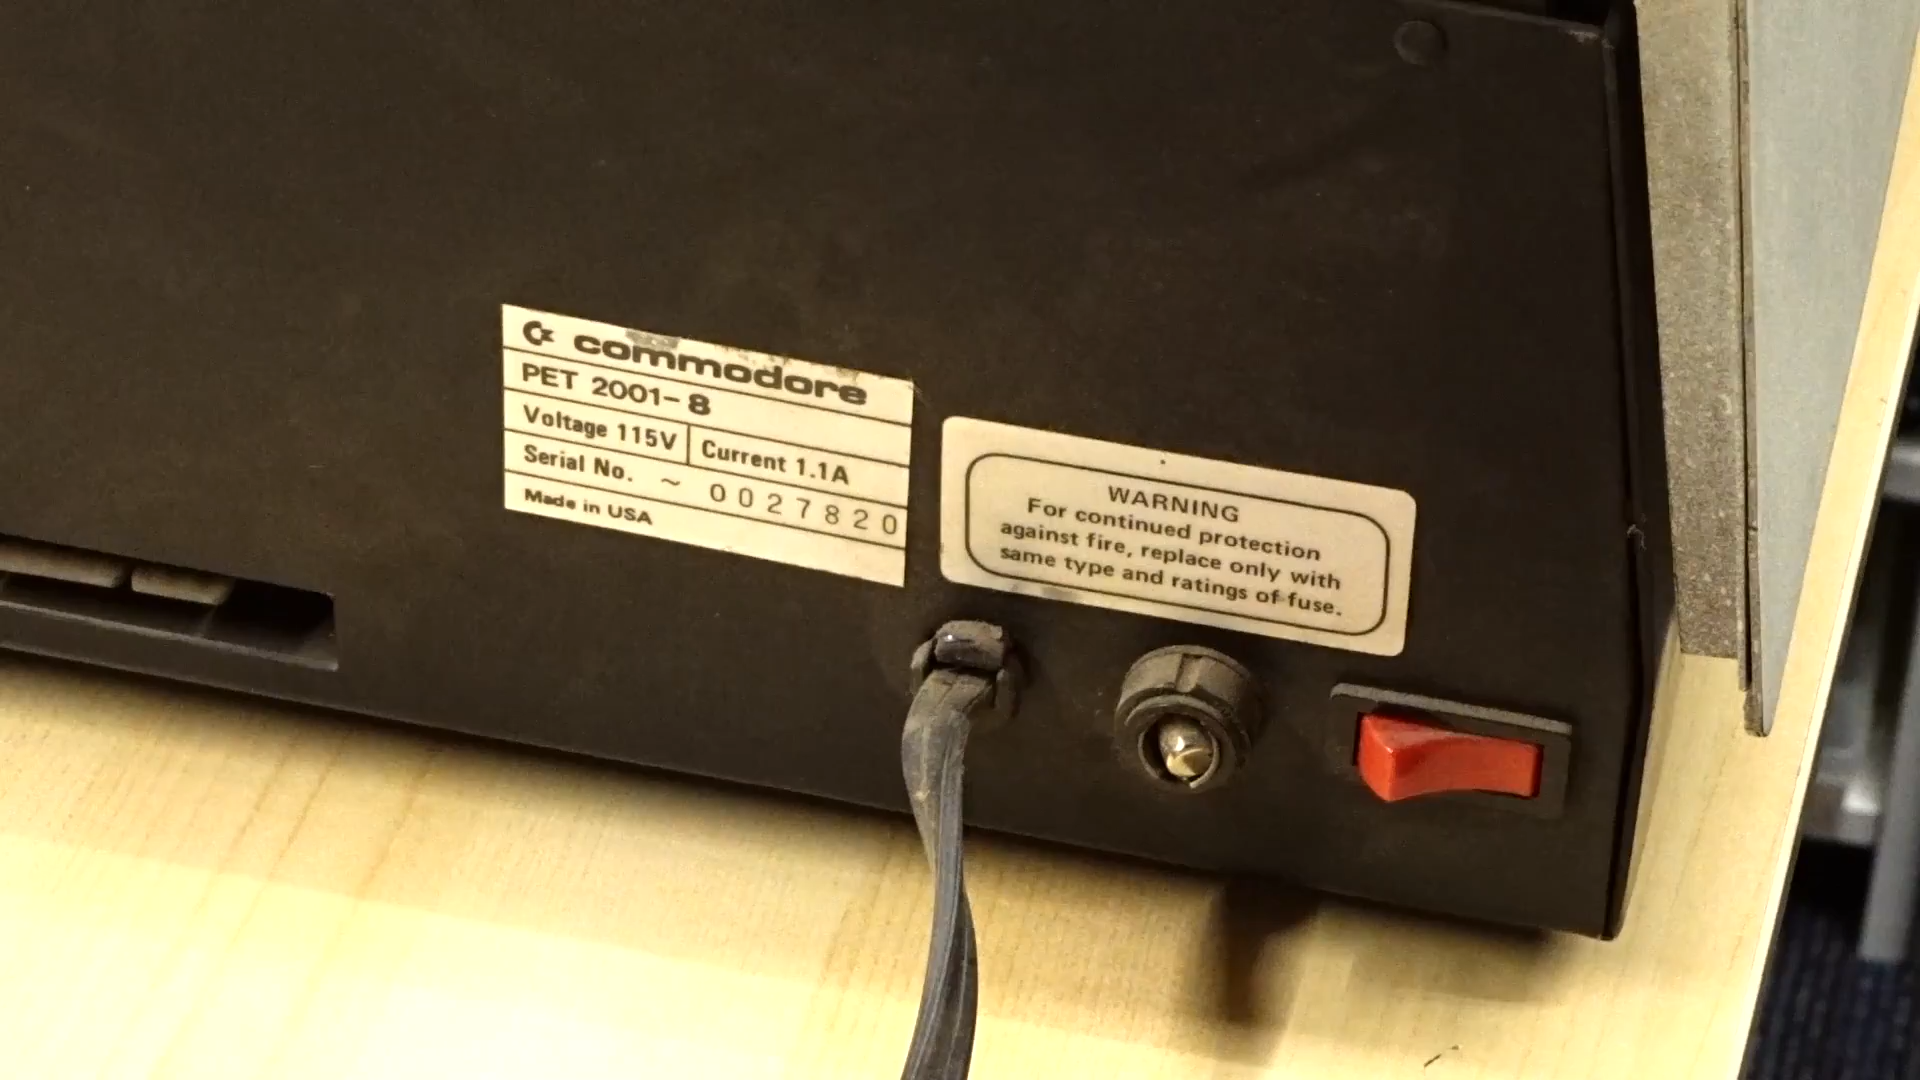 commodore
PET 2001-8
Voltage 115V Current 1.1A
Serial No. ~ 0027820
Made in USA
WARNING
For continued protection
against fire, replace only with
same type and ratings of fuse.